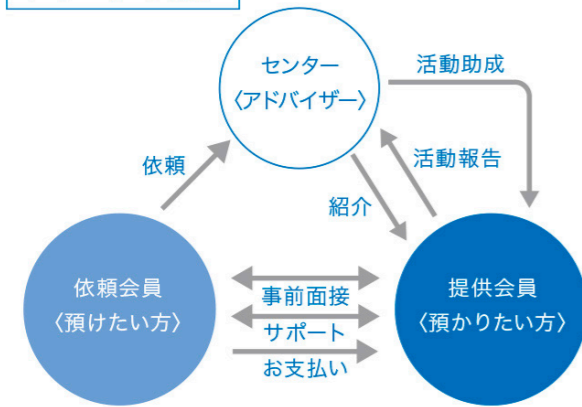 センター
〈アドバイザー〉
活動助成
依頼
活動報告
紹介
依頼会員
〈預けたい方〉
事前面接
サポート
お支払い
提供会員
〈預かりたい方〉